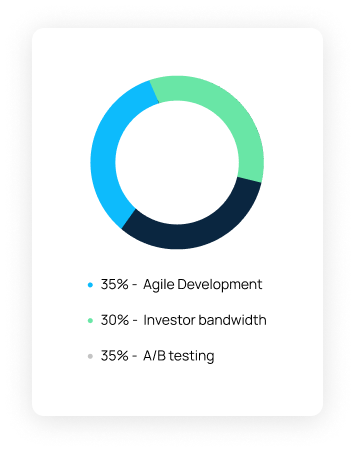 35% - Agile Development
30% - Investor bandwidth
35% - A/B testing